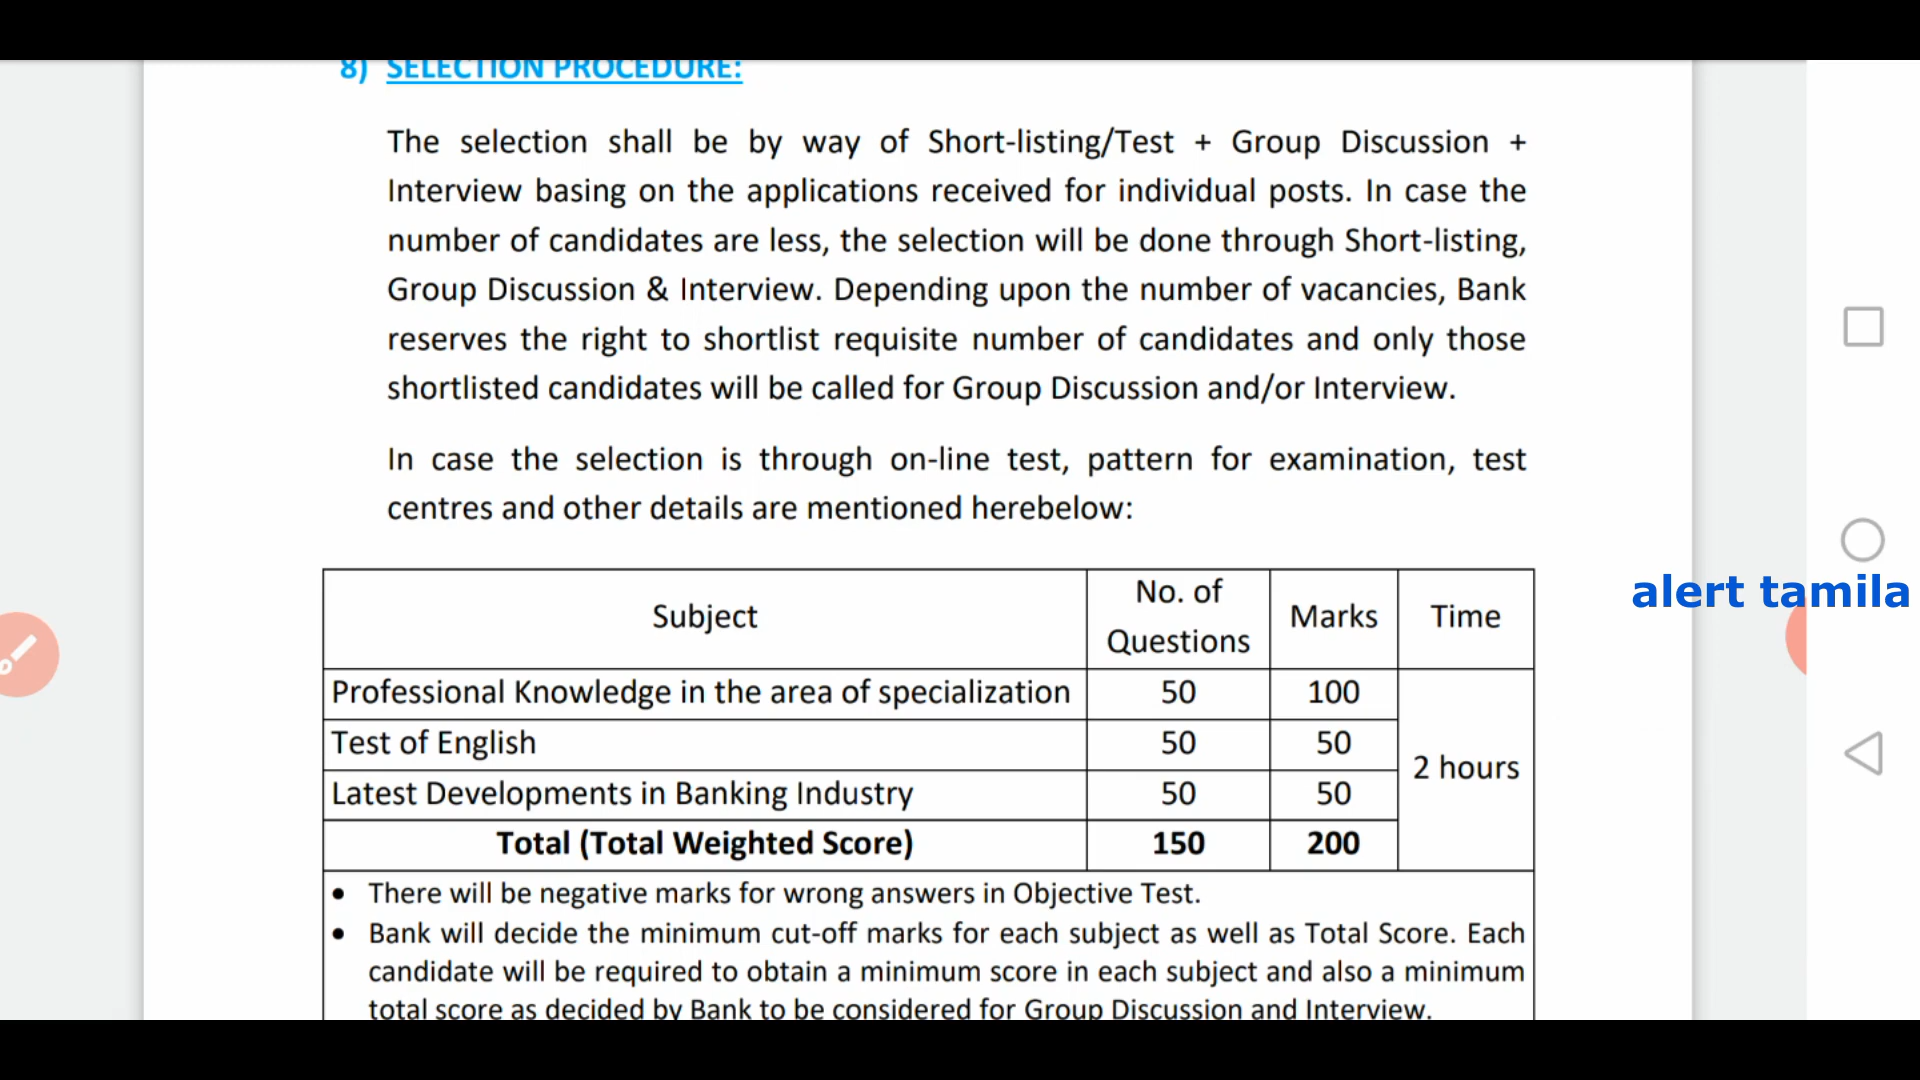 8) SELECTION PROCEDURE:
The selection shall be by way of Short-listing/Test + Group Discussion +
Interview basing on the applications received for individual posts. In case the
number of candidates are less, the selection will be done through Short-listing,
Group Discussion & Interview. Depending upon the number of vacancies, Bank
reserves the right to shortlist requisite number of candidates and only those
shortlisted candidates will be called for Group Discussion and/or Interview.
In case the selection is through on-line test, pattern for examination, test
centres and other details are mentioned herebelow:
Subject No. of Questions Marks Time
Professional Knowledge in the area of specialization 50 100
Test of English 50 50
2 hours
Latest Developments in Banking Industry 50 50
Total (Total Weighted Score) 150 200
• There will be negative marks for wrong answers in Objective Test.
• Bank will decide the minimum cut-off marks for each subject as well as Total Score. Each
candidate will be required to obtain a minimum score in each subject and also a minimum
total score as decided by Bank to be considered for Group Discussion and Interview.
alert tamila